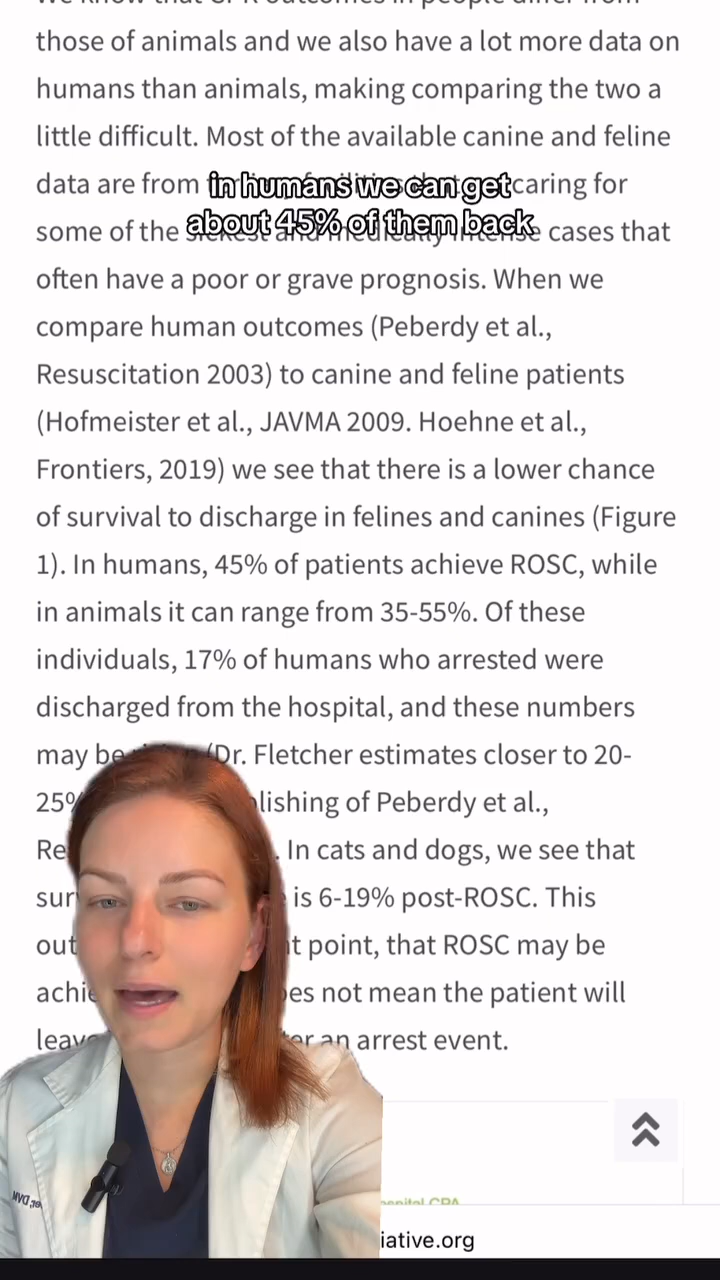 those of animals and we also have a lot more data on
humans than animals, making comparing the two a
little difficult. Most of the available canine and feline
data are from caring for
in humans we can get
some of the sickest and medically intense cases that
about 45% of them back
often have a poor or grave prognosis. When we
compare human outcomes (Peberdy et al.,
Resuscitation 2003) to canine and feline patients
(Hofmeister et al., JAVMA 2009. Hoehne et al.,
Frontiers, 2019) we see that there is a lower chance
of survival to discharge in felines and canines (Figure
1). In humans, 45% of patients achieve ROSC, while
in animals it can range from 35-55%. Of these
individuals, 17% of humans who arrested were
discharged from the hospital, and these numbers
may be (Dr. Fletcher estimates closer to 20-
25% lishing of Peberdy et al.,
Re . In cats and dogs, we see that
sur is 6-19% post-ROSC. This
out t point, that ROSC may be
achie es not mean the patient will
leave er an arrest event.
DVM
iative.org